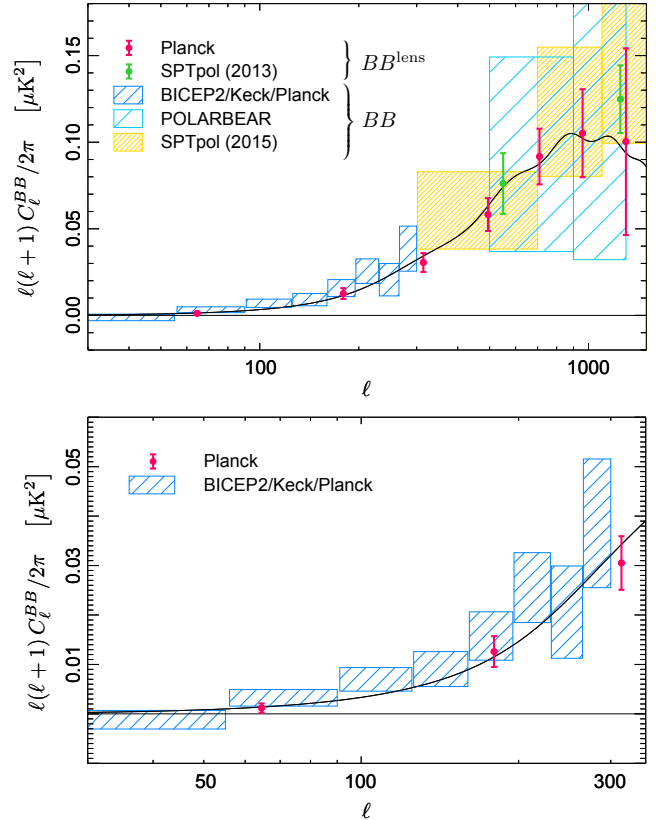 0.15
0.10
0.05
0.00
ℓ(ℓ + 1) C_ℓ^{BB}/2π [μK²]
Planck
SPTpol (2013)
BB^{lens}
BICEP2/Keck/Planck
POLARBEAR
SPTpol (2015)
BB
100
1000
ℓ
0.05
0.03
0.01
ℓ(ℓ + 1) C_ℓ^{BB}/2π [μK²]
Planck
BICEP2/Keck/Planck
50
100
300
ℓ